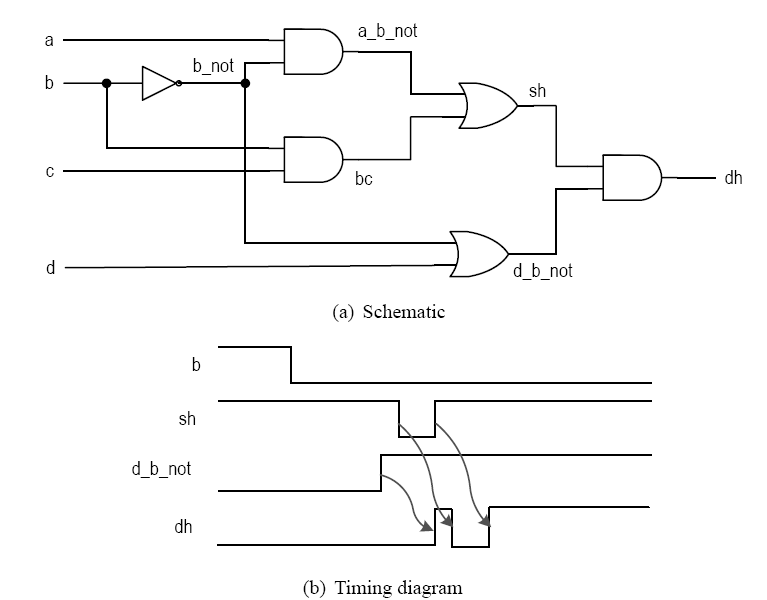 a
a_b_not
b
b_not
sh
c
bc
dh
d
d_b_not
(a) Schematic
b
sh
d_b_not
dh
(b) Timing diagram